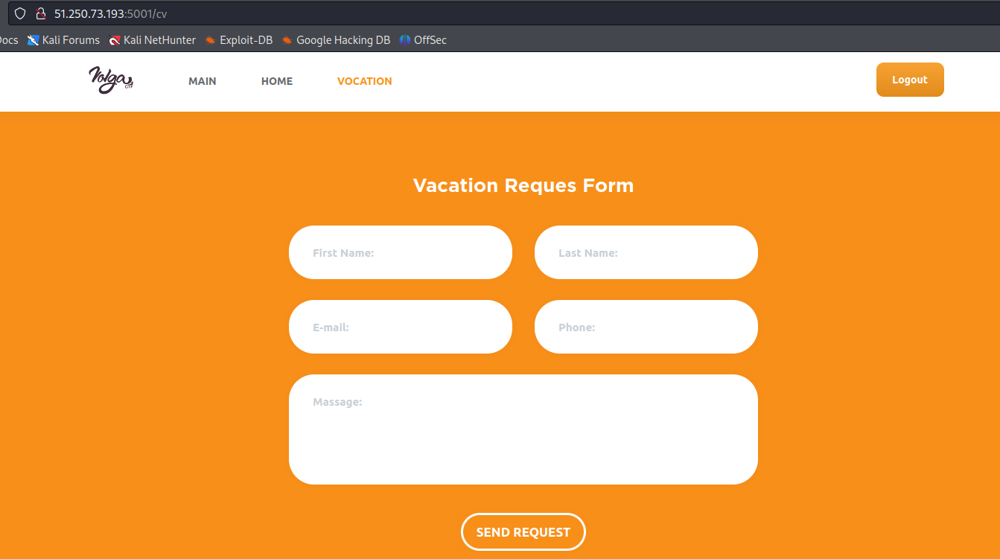 51.250.73.193:5001/cv
Docs Kali Forums Kali NetHunter Exploit-DB Google Hacking DB OffSec
Volga CTF MAIN HOME VOCATION Logout
Vacation Reques Form
First Name: Last Name:
E-mail: Phone:
Massage:
SEND REQUEST